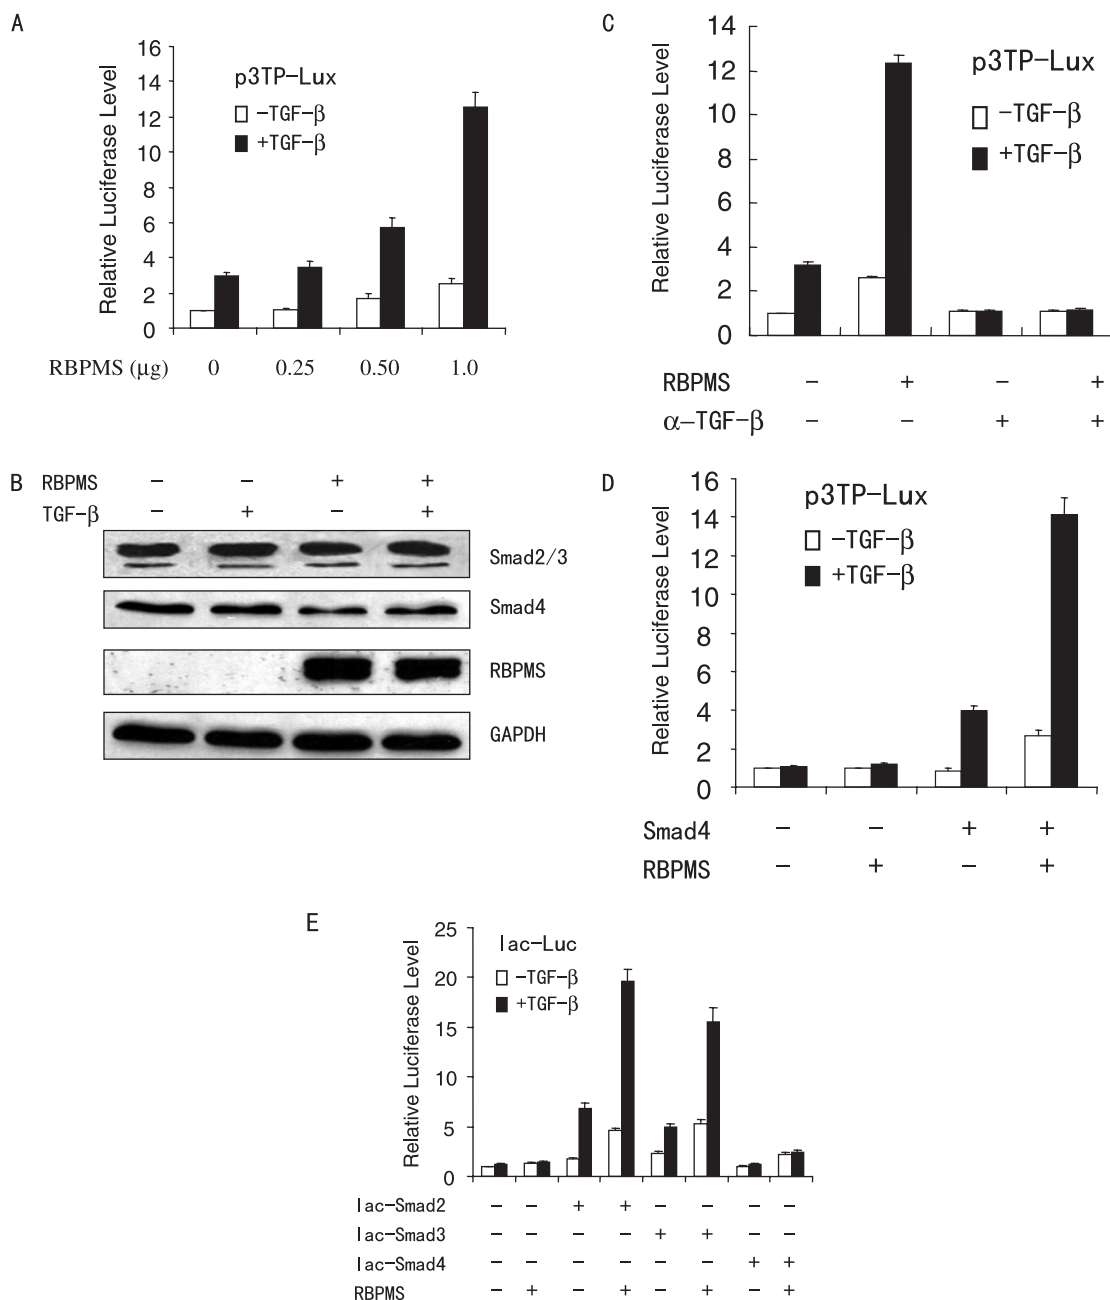 A
16
14
12
10
8
6
4
2
0
Relative Luciferase Level
p3TP-Lux
-TGF-β
+TGF-β
RBPMS (μg) 0 0.25 0.50 1.0
C
14
12
10
8
6
4
2
0
Relative Luciferase Level
p3TP-Lux
-TGF-β
+TGF-β
RBPMS - + - +
α-TGF-β - - + +
B
RBPMS - - + +
TGF-β - + - +
Smad2/3
Smad4
RBPMS
GAPDH
D
16
14
12
10
8
6
4
2
0
Relative Luciferase Level
p3TP-Lux
-TGF-β
+TGF-β
Smad4 - - + +
RBPMS - + - +
E
25
20
15
10
5
0
Relative Luciferase Level
lac-Luc
-TGF-β
+TGF-β
lac-Smad2 - - + + - - - -
lac-Smad3 - - - - + + - -
lac-Smad4 - - - - - - + +
RBPMS - + - + - + - +